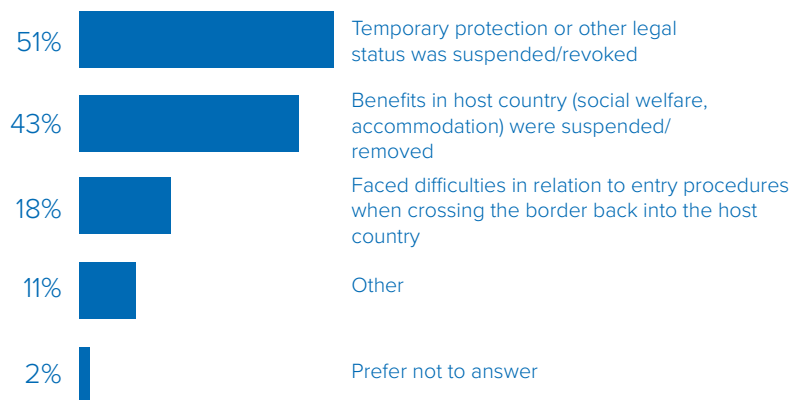 51%
Temporary protection or other legal
status was suspended/revoked
43%
Benefits in host country (social welfare,
accommodation) were suspended/
removed
18%
Faced difficulties in relation to entry procedures
when crossing the border back into the host
country
11%
Other
2%
Prefer not to answer